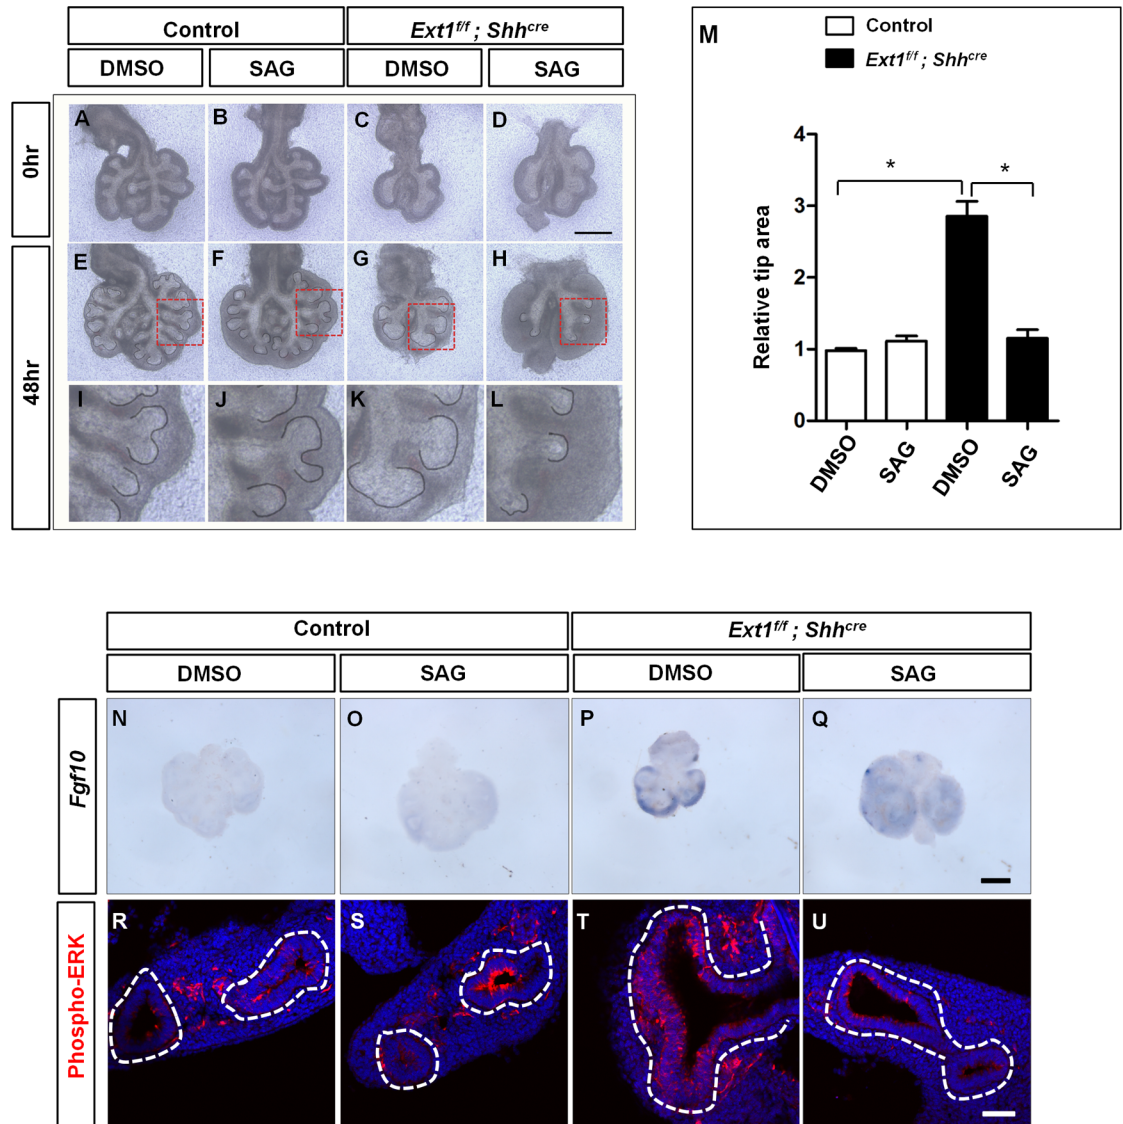 Control
Ext1f/f ; Shhcre
DMSO
SAG
DMSO
SAG
0hr
A
B
C
D
48hr
E
F
G
H
I
J
K
L
M
Control
Ext1f/f ; Shhcre
Relative tip area
4
3
2
1
0
*
*
DMSO
SAG
DMSO
SAG
Control
Ext1f/f ; Shhcre
DMSO
SAG
DMSO
SAG
Fgf10
N
O
P
Q
Phospho-ERK
R
S
T
U